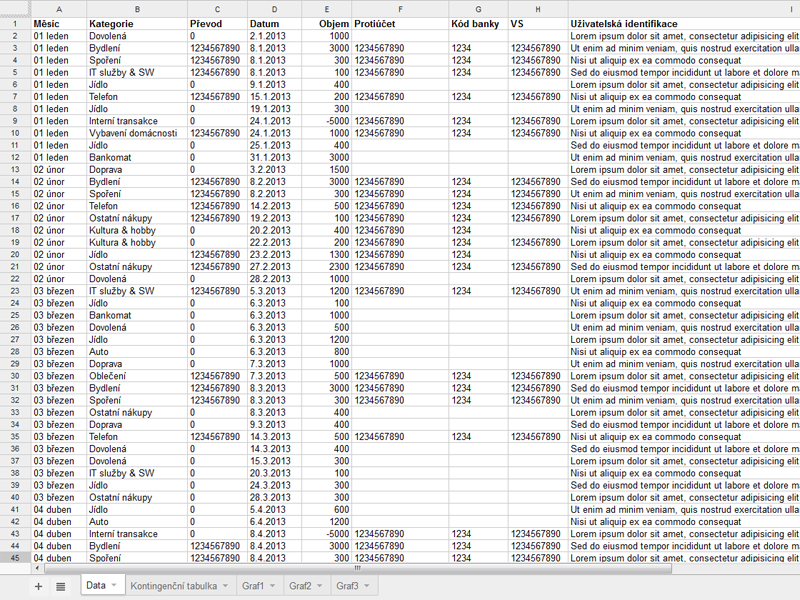 A B C D E F G H I
1 Měsíc Kategorie Převod Datum Objem Protiúčet Kód banky VS Uživatelská identifikace
2 01 leden Dovolená 0 2.1.2013 1000 Lorem ipsum dolor sit amet, consectetur adipisicing elit
3 01 leden Bydlení 1234567890 8.1.2013 3000 1234567890 1234 1234567890 Ut enim ad minim veniam, quis nostrud exercitation ulla
4 01 leden Spoření 1234567890 8.1.2013 300 1234567890 1234 1234567890 Nisi ut aliquip ex ea commodo consequat
5 01 leden IT služby & SW 1234567890 8.1.2013 100 1234567890 1234 1234567890 Sed do eiusmod tempor incididunt ut labore et dolore m
6 01 leden Jídlo 0 9.1.2013 400 Lorem ipsum dolor sit amet, consectetur adipisicing elit
7 01 leden Telefon 1234567890 15.1.2013 200 1234567890 1234 1234567890 Nisi ut aliquip ex ea commodo consequat
8 01 leden Jídlo 0 19.1.2013 300 Ut enim ad minim veniam, quis nostrud exercitation ulla
9 01 leden Interní transakce 0 24.1.2013 -5000 1234567890 1234 1234567890 Lorem ipsum dolor sit amet, consectetur adipisicing elit
10 01 leden Vybavení domácnosti 1234567890 24.1.2013 1000 1234567890 1234 1234567890 Nisi ut aliquip ex ea commodo consequat
11 01 leden Jídlo 0 25.1.2013 400 Sed do eiusmod tempor incididunt ut labore et dolore m
12 01 leden Bankomat 0 31.1.2013 3000 Ut enim ad minim veniam, quis nostrud exercitation ulla
13 02 únor Doprava 0 3.2.2013 1500 Lorem ipsum dolor sit amet, consectetur adipisicing elit
14 02 únor Bydlení 1234567890 8.2.2013 3000 1234567890 1234 1234567890 Sed do eiusmod tempor incididunt ut labore et dolore m
15 02 únor Spoření 1234567890 8.2.2013 300 1234567890 1234 1234567890 Ut enim ad minim veniam, quis nostrud exercitation ulla
16 02 únor Telefon 1234567890 14.2.2013 500 1234567890 1234 1234567890 Nisi ut aliquip ex ea commodo consequat
17 02 únor Ostatní nákupy 1234567890 19.2.2013 100 1234567890 1234 1234567890 Lorem ipsum dolor sit amet, consectetur adipisicing elit
18 02 únor Kultura & hobby 0 20.2.2013 400 1234567890 1234 Nisi ut aliquip ex ea commodo consequat
19 02 únor Kultura & hobby 0 22.2.2013 200 1234567890 1234 1234567890 Lorem ipsum dolor sit amet, consectetur adipisicing elit
20 02 únor Jídlo 1234567890 23.2.2013 1300 1234567890 1234 Nisi ut aliquip ex ea commodo consequat
21 02 únor Ostatní nákupy 1234567890 27.2.2013 2300 1234567890 1234 1234567890 Sed do eiusmod tempor incididunt ut labore et dolore m
22 02 únor Dovolená 0 28.2.2013 1000 Lorem ipsum dolor sit amet, consectetur adipisicing elit
23 03 březen IT služby & SW 1234567890 5.3.2013 1200 1234567890 1234 1234567890 Ut enim ad minim veniam, quis nostrud exercitation ulla
24 03 březen Jídlo 0 6.3.2013 100 Nisi ut aliquip ex ea commodo consequat
25 03 březen Bankomat 0 6.3.2013 1000 Lorem ipsum dolor sit amet, consectetur adipisicing elit
26 03 březen Dovolená 0 6.3.2013 500 Ut enim ad minim veniam, quis nostrud exercitation ulla
27 03 březen Jídlo 0 6.3.2013 1200 Lorem ipsum dolor sit amet, consectetur adipisicing elit
28 03 březen Auto 0 6.3.2013 800 Nisi ut aliquip ex ea commodo consequat
29 03 březen Doprava 0 7.3.2013 1000 Ut enim ad minim veniam, quis nostrud exercitation ulla
30 03 březen Oblečení 1234567890 7.3.2013 500 1234567890 1234 1234567890 Lorem ipsum dolor sit amet, consectetur adipisicing elit
31 03 březen Bydlení 1234567890 8.3.2013 3000 1234567890 1234 1234567890 Sed do eiusmod tempor incididunt ut labore et dolore m
32 03 březen Spoření 1234567890 8.3.2013 300 1234567890 1234 1234567890 Ut enim ad minim veniam, quis nostrud exercitation ulla
33 03 březen Ostatní nákupy 0 8.3.2013 400 Lorem ipsum dolor sit amet, consectetur adipisicing elit
34 03 březen Doprava 0 9.3.2013 400 Sed do eiusmod tempor incididunt ut labore et dolore m
35 03 březen Telefon 1234567890 14.3.2013 500 1234567890 1234 1234567890 Nisi ut aliquip ex ea commodo consequat
36 03 březen Dovolená 0 14.3.2013 400 Sed do eiusmod tempor incididunt ut labore et dolore m
37 03 březen Dovolená 0 15.3.2013 300 Lorem ipsum dolor sit amet, consectetur adipisicing elit
38 03 březen IT služby & SW 0 20.3.2013 100 Nisi ut aliquip ex ea commodo consequat
39 03 březen Jídlo 0 24.3.2013 300 Sed do eiusmod tempor incididunt ut labore et dolore m
40 03 březen Ostatní nákupy 0 28.3.2013 300 Lorem ipsum dolor sit amet, consectetur adipisicing elit
41 04 duben Jídlo 0 5.4.2013 600 Ut enim ad minim veniam, quis nostrud exercitation ulla
42 04 duben Auto 0 6.4.2013 1200 Nisi ut aliquip ex ea commodo consequat
43 04 duben Interní transakce 0 8.4.2013 -5000 1234567890 1234 1234567890 Lorem ipsum dolor sit amet, consectetur adipisicing elit
44 04 duben Bydlení 1234567890 8.4.2013 3000 1234567890 1234 1234567890 Sed do eiusmod tempor incididunt ut labore et dolore m
45 04 duben Spoření 1234567890 8.4.2013 300 1234567890 1234 1234567890 Ut enim ad minim veniam, quis nostrud exercitation ulla
Data Kontingenční tabulka Graf1 Graf2 Graf3